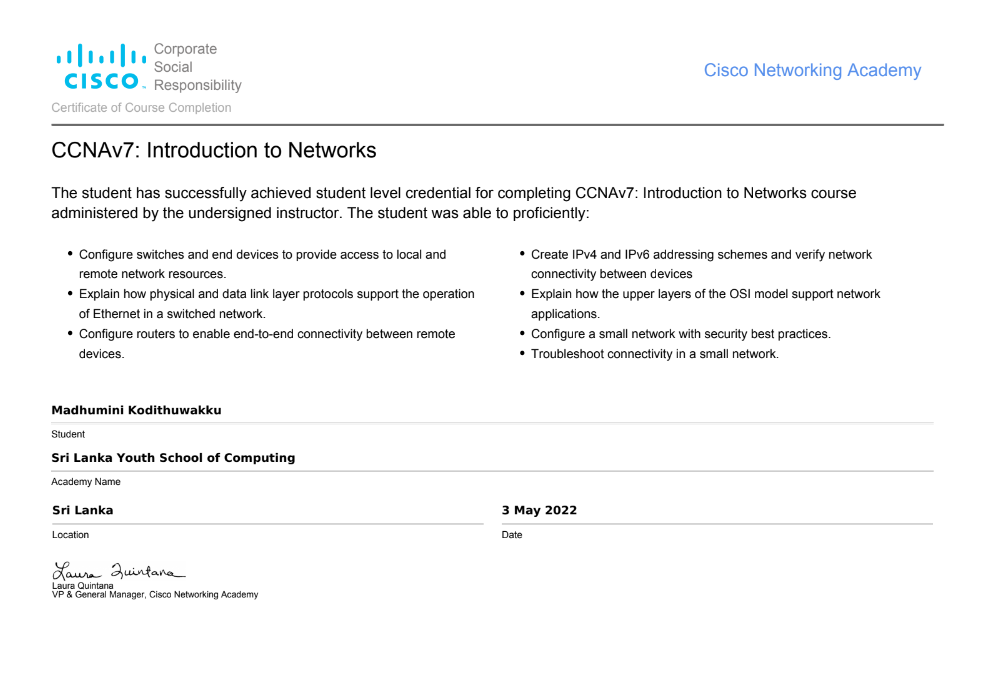 Corporate
Social
Responsibility
CISCO™
Certificate of Course Completion
Cisco Networking Academy
CCNAv7: Introduction to Networks
The student has successfully achieved student level credential for completing CCNAv7: Introduction to Networks course
administered by the undersigned instructor. The student was able to proficiently:
• Configure switches and end devices to provide access to local and
remote network resources.
• Explain how physical and data link layer protocols support the operation
of Ethernet in a switched network.
• Configure routers to enable end-to-end connectivity between remote
devices.
• Create IPv4 and IPv6 addressing schemes and verify network
connectivity between devices
• Explain how the upper layers of the OSI model support network
applications.
• Configure a small network with security best practices.
• Troubleshoot connectivity in a small network.
Madhumini Kodithuwakku
Student
Sri Lanka Youth School of Computing
Academy Name
Sri Lanka
Location
3 May 2022
Date
Laura Quintana
Laura Quintana
VP & General Manager, Cisco Networking Academy